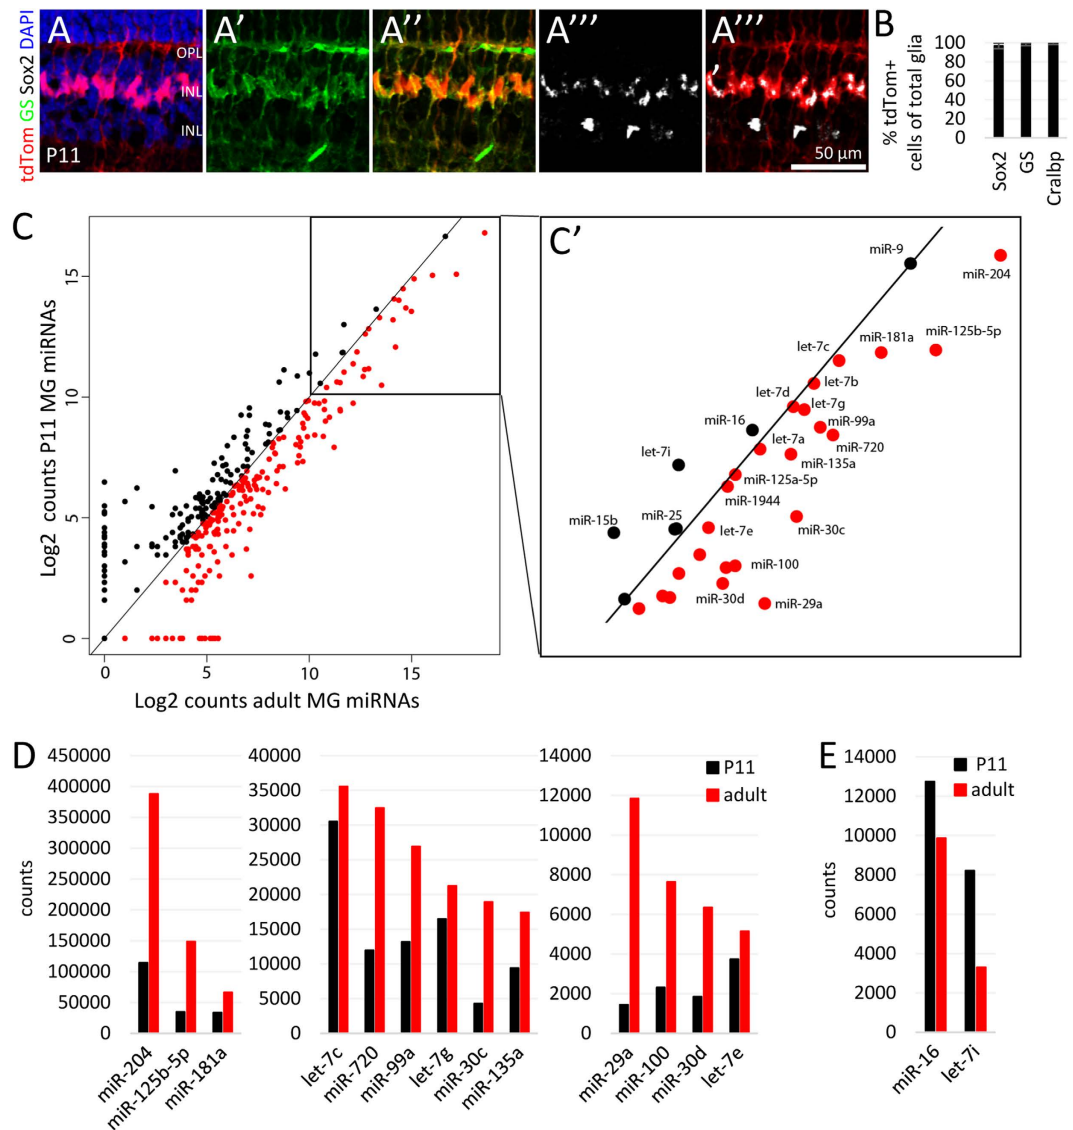 A
A'
A''
A'''
A''''
tdTom GS Sox2 DAPI
OPL
INL
INL
P11
50 µm
B
% tdTom+
cells of total glia
100
80
60
40
20
0
Sox2
GS
Cralbp
C
Log2 counts P11 MG miRNAs
15
10
5
0
0
5
10
15
Log2 counts adult MG miRNAs
C'
miR-9
miR-204
miR-181a
miR-125b-5p
let-7c
let-7b
let-7d
let-7g
miR-16
miR-99a
let-7a
miR-720
let-7i
miR-135a
miR-125a-5p
miR-1944
miR-15b
miR-25
let-7e
miR-30c
miR-100
miR-30d
miR-29a
D
counts
450000
400000
350000
300000
250000
200000
150000
100000
50000
0
miR-204
miR-125b-5p
miR-181a
40000
35000
30000
25000
20000
15000
10000
5000
0
let-7c
miR-720
miR-99a
let-7g
miR-30c
miR-135a
14000
12000
10000
8000
6000
4000
2000
0
P11
adult
miR-29a
miR-100
miR-30d
let-7e
E
counts
14000
12000
10000
8000
6000
4000
2000
0
P11
adult
miR-16
let-7i